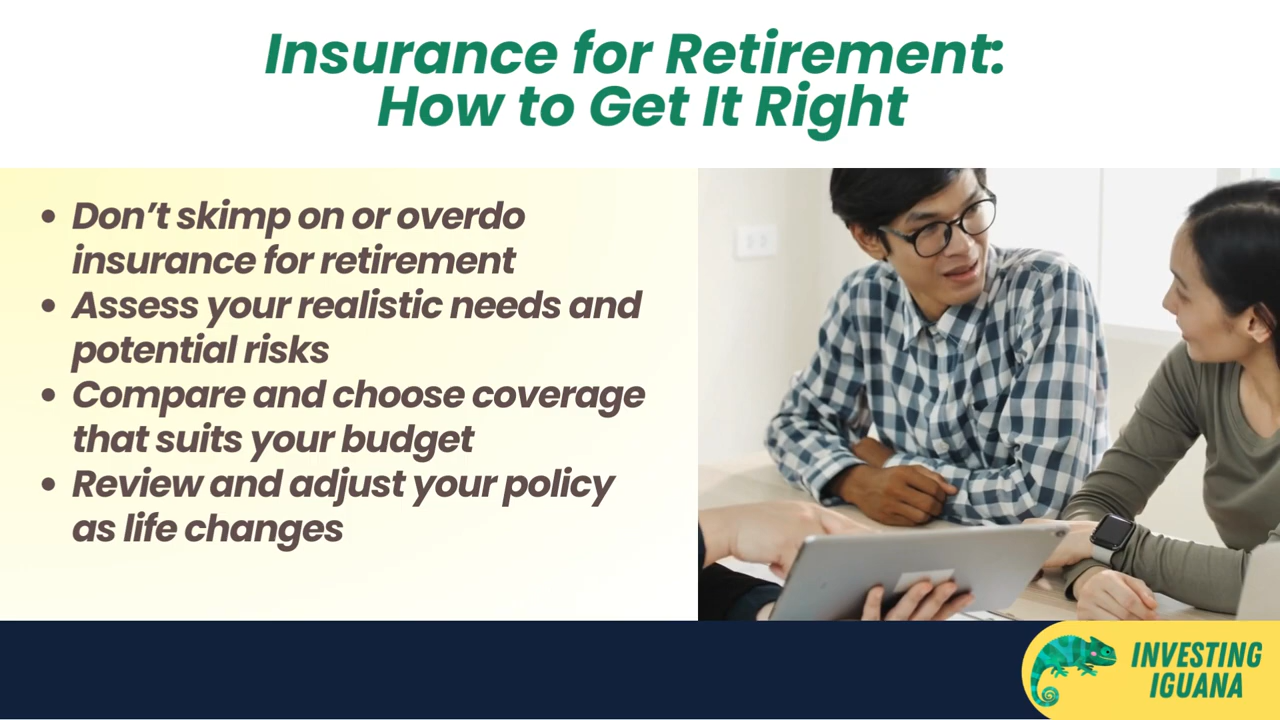 Insurance for Retirement:
How to Get It Right
• Don’t skimp on or overdo
insurance for retirement
• Assess your realistic needs and
potential risks
• Compare and choose coverage
that suits your budget
• Review and adjust your policy
as life changes
INVESTING
IGUANA